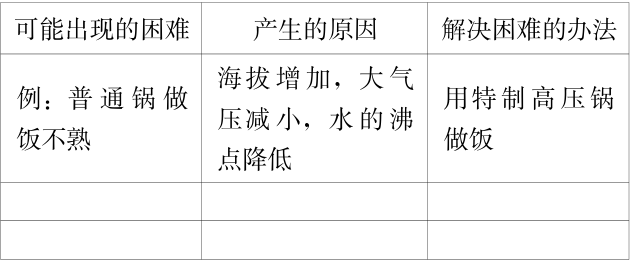 可能出现的困难 产生的原因 解决困难的办法
例：普通锅做
饭不熟
海拔增加，大气
压减小，水的沸
点降低
用特制高压锅
做饭